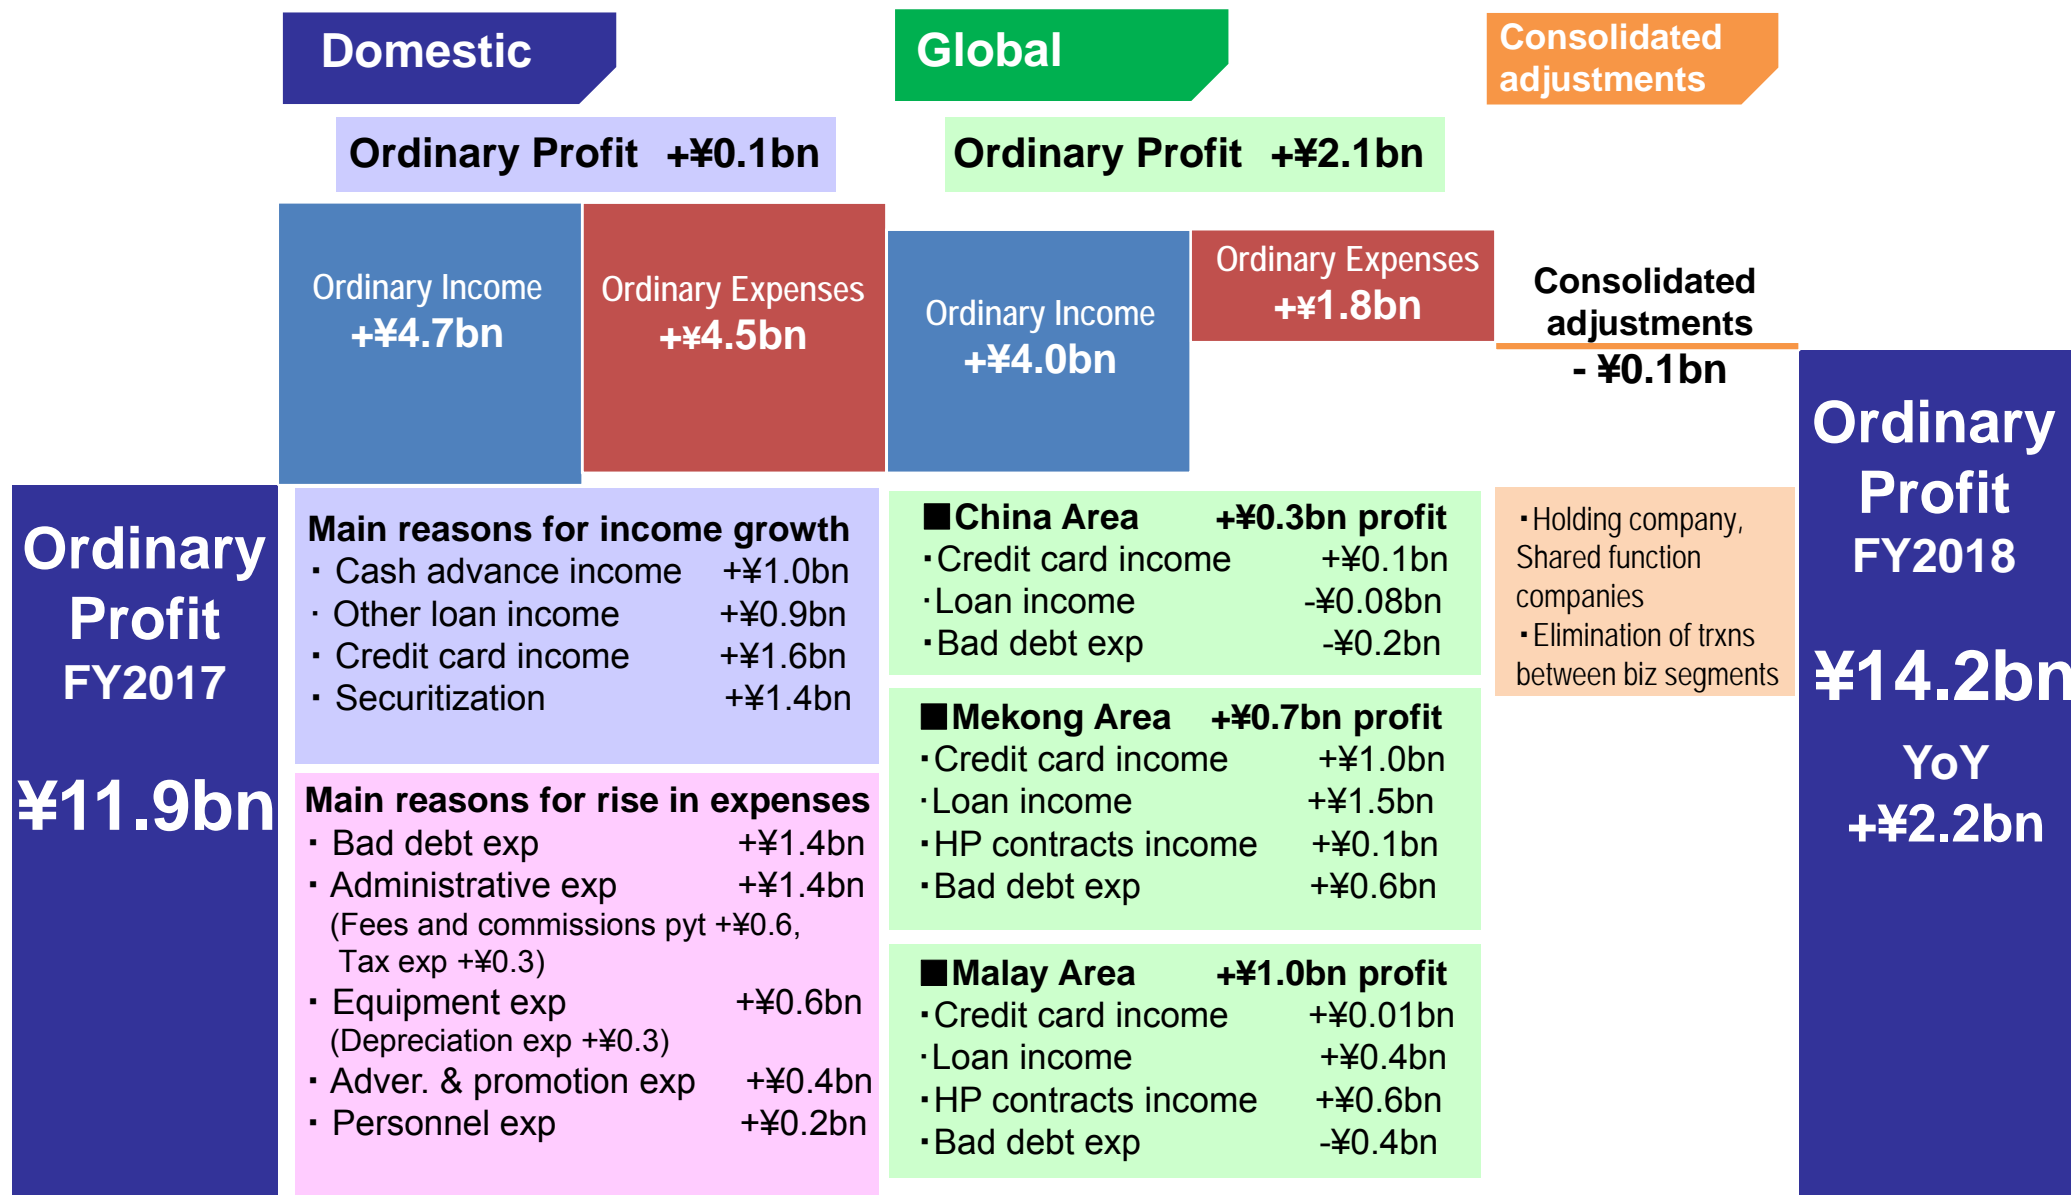 Domestic
Global
Consolidated
adjustments
Ordinary Profit +¥0.1bn
Ordinary Profit +¥2.1bn
Ordinary Income
+¥4.7bn
Ordinary Expenses
+¥4.5bn
Ordinary Income
+¥4.0bn
Ordinary Expenses
+¥1.8bn
Consolidated
adjustments
- ¥0.1bn
Ordinary
Profit
FY2017
¥11.9bn
Main reasons for income growth
・Cash advance income +¥1.0bn
・Other loan income +¥0.9bn
・Credit card income +¥1.6bn
・Securitization +¥1.4bn
Main reasons for rise in expenses
・Bad debt exp +¥1.4bn
・Administrative exp +¥1.4bn
(Fees and commissions pyt +¥0.6,
Tax exp +¥0.3)
・Equipment exp +¥0.6bn
(Depreciation exp +¥0.3)
・Adver. & promotion exp +¥0.4bn
・Personnel exp +¥0.2bn
■China Area +¥0.3bn profit
・Credit card income +¥0.1bn
・Loan income -¥0.08bn
・Bad debt exp -¥0.2bn
■Mekong Area +¥0.7bn profit
・Credit card income +¥1.0bn
・Loan income +¥1.5bn
・HP contracts income +¥0.1bn
・Bad debt exp +¥0.6bn
■Malay Area +¥1.0bn profit
・Credit card income +¥0.01bn
・Loan income +¥0.4bn
・HP contracts income +¥0.6bn
・Bad debt exp -¥0.4bn
・Holding company,
Shared function
companies
・Elimination of trxns
between biz segments
Ordinary
Profit
FY2018
¥14.2bn
YoY
+¥2.2bn